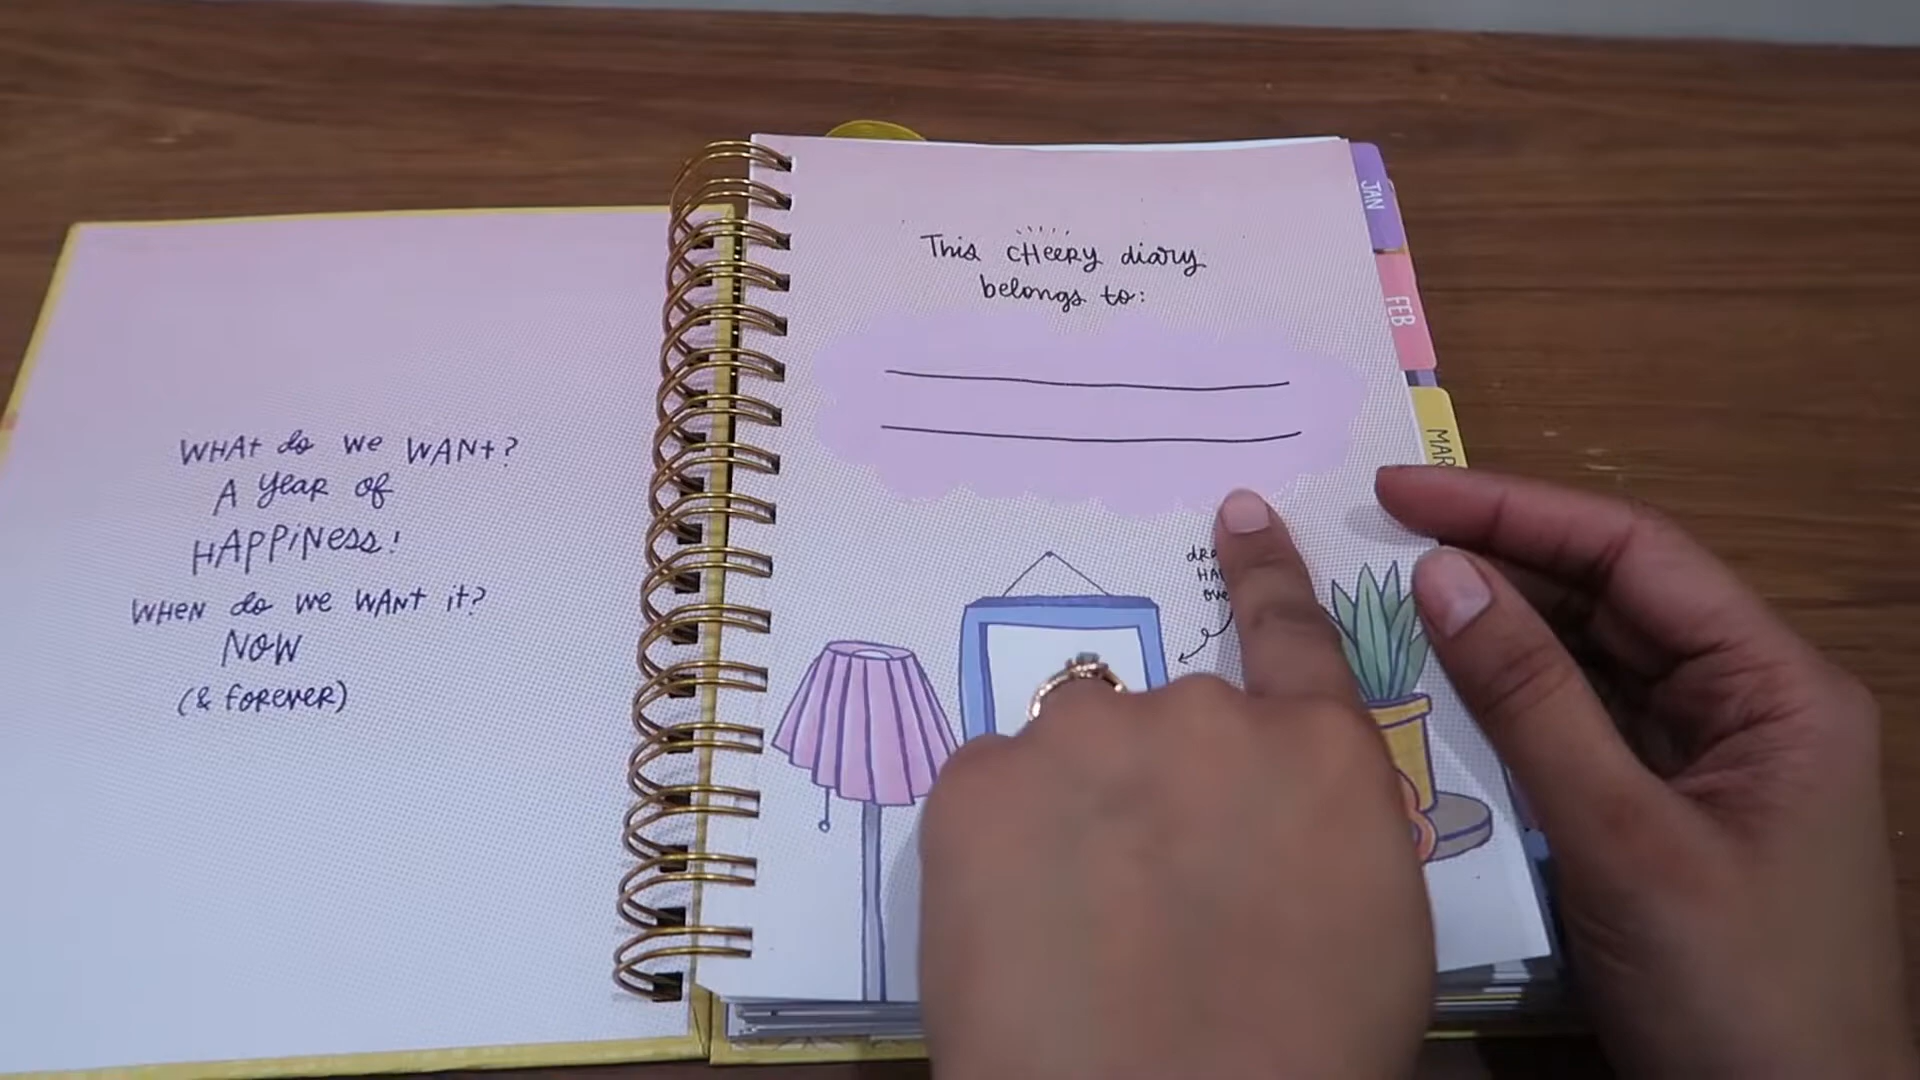 WHAt do we WANt?
A YeAR of
HAPPiNess!
WHeN do we WANt it?
NOW
(& foReveR)
This cHeeRy diary
belongs to:
JAN
FEB
MAR